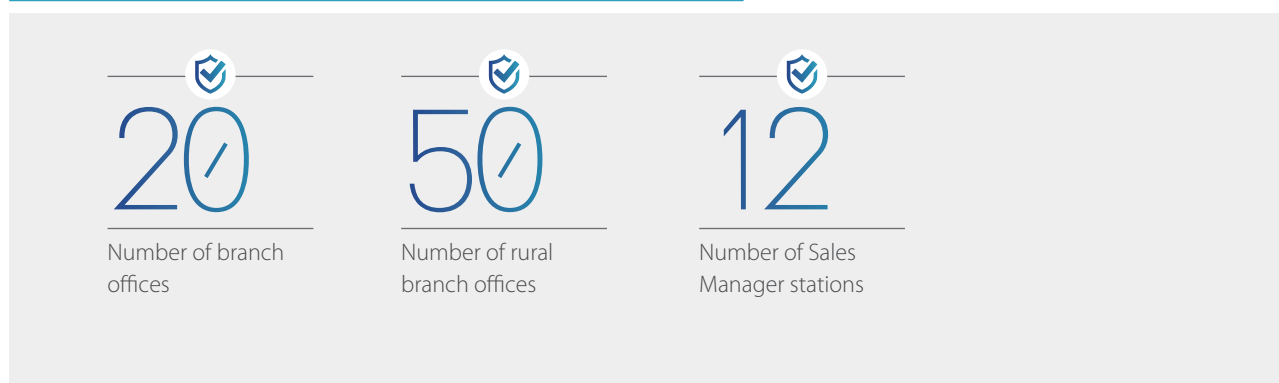 20
Number of branch
offices
50
Number of rural
branch offices
12
Number of Sales
Manager stations